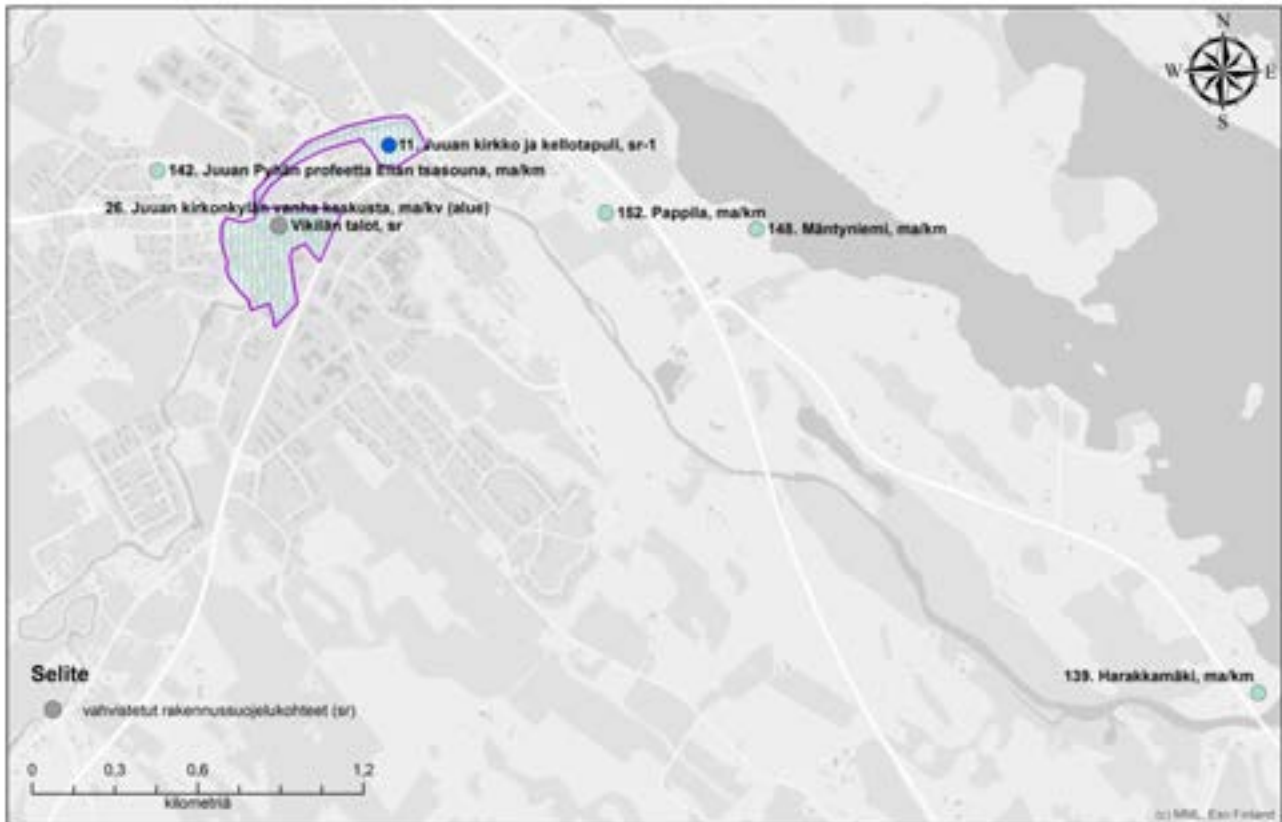 N
W E
S
11. Juuan kirkko ja kellotapuli, sr-1
142. Juuan Pyhän profeetta Elian tsasouna, ma/km
26. Juuan kirkonkylän vanha keskusta, ma/kv (alue)
152. Pappila, ma/km
Vikilän talot, sr
148. Mäntyniemi, ma/km
139. Harakkamäki, ma/km
Selite
vahvistetut rakennussuojelukohteet (sr)
0 0,3 0,6 1,2
kilometriä
(c) MML, Esri Finland